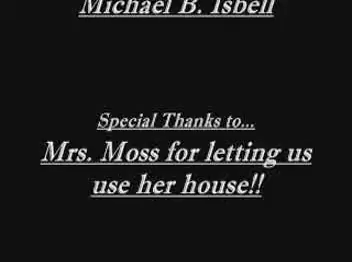 Michael B. Isbell
Special Thanks to...
Mrs. Moss for letting us
use her house!!